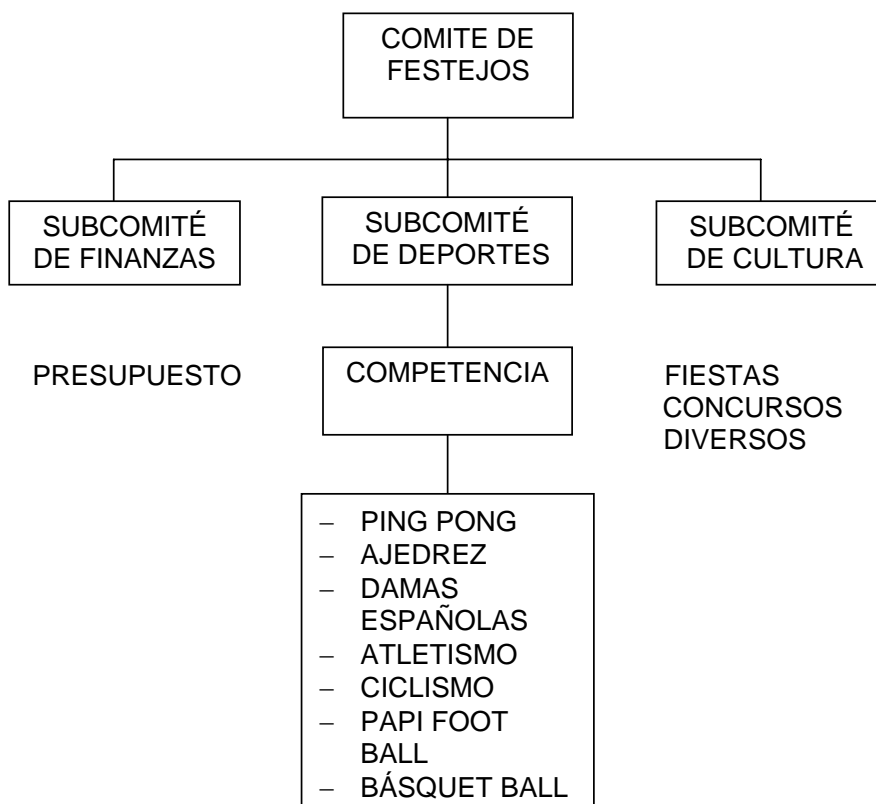 COMITE DE
FESTEJOS
SUBCOMITÉ
DE FINANZAS
SUBCOMITÉ
DE DEPORTES
SUBCOMITÉ
DE CULTURA
PRESUPUESTO
COMPETENCIA
FIESTAS
CONCURSOS
DIVERSOS
– PING PONG
– AJEDREZ
– DAMAS
ESPAÑOLAS
– ATLETISMO
– CICLISMO
– PAPI FOOT
BALL
– BÁSQUET BALL